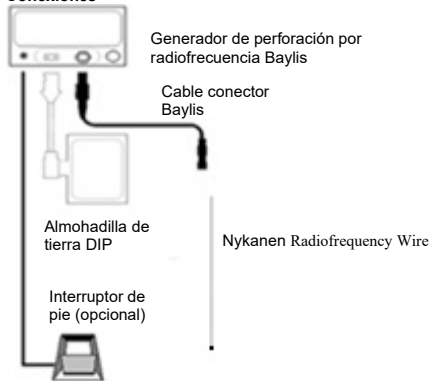 Conexiones
Generador de perforación por
radiofrecuencia Baylis
Cable conector
Baylis
Almohadilla de
tierra DIP
Nykanen Radiofrequency Wire
Interruptor de
pie (opcional)